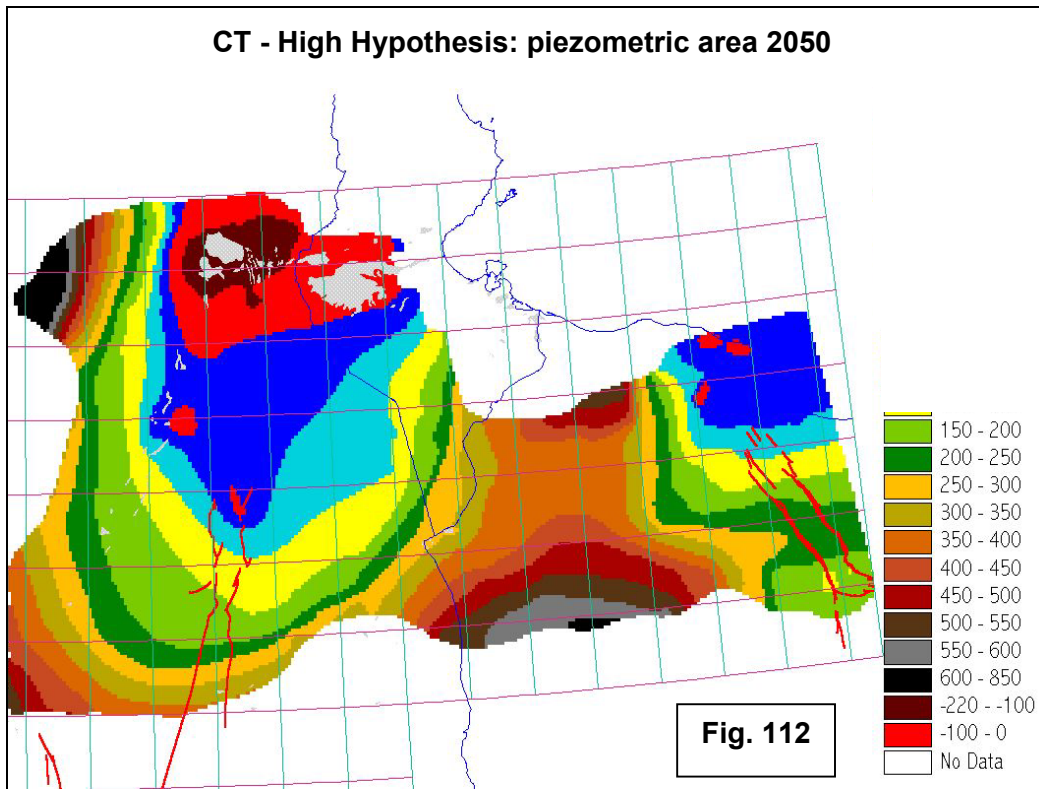 CT - High Hypothesis: piezometric area 2050
150 - 200
200 - 250
250 - 300
300 - 350
350 - 400
400 - 450
450 - 500
500 - 550
550 - 600
600 - 850
-220 - -100
-100 - 0
No Data
Fig. 112